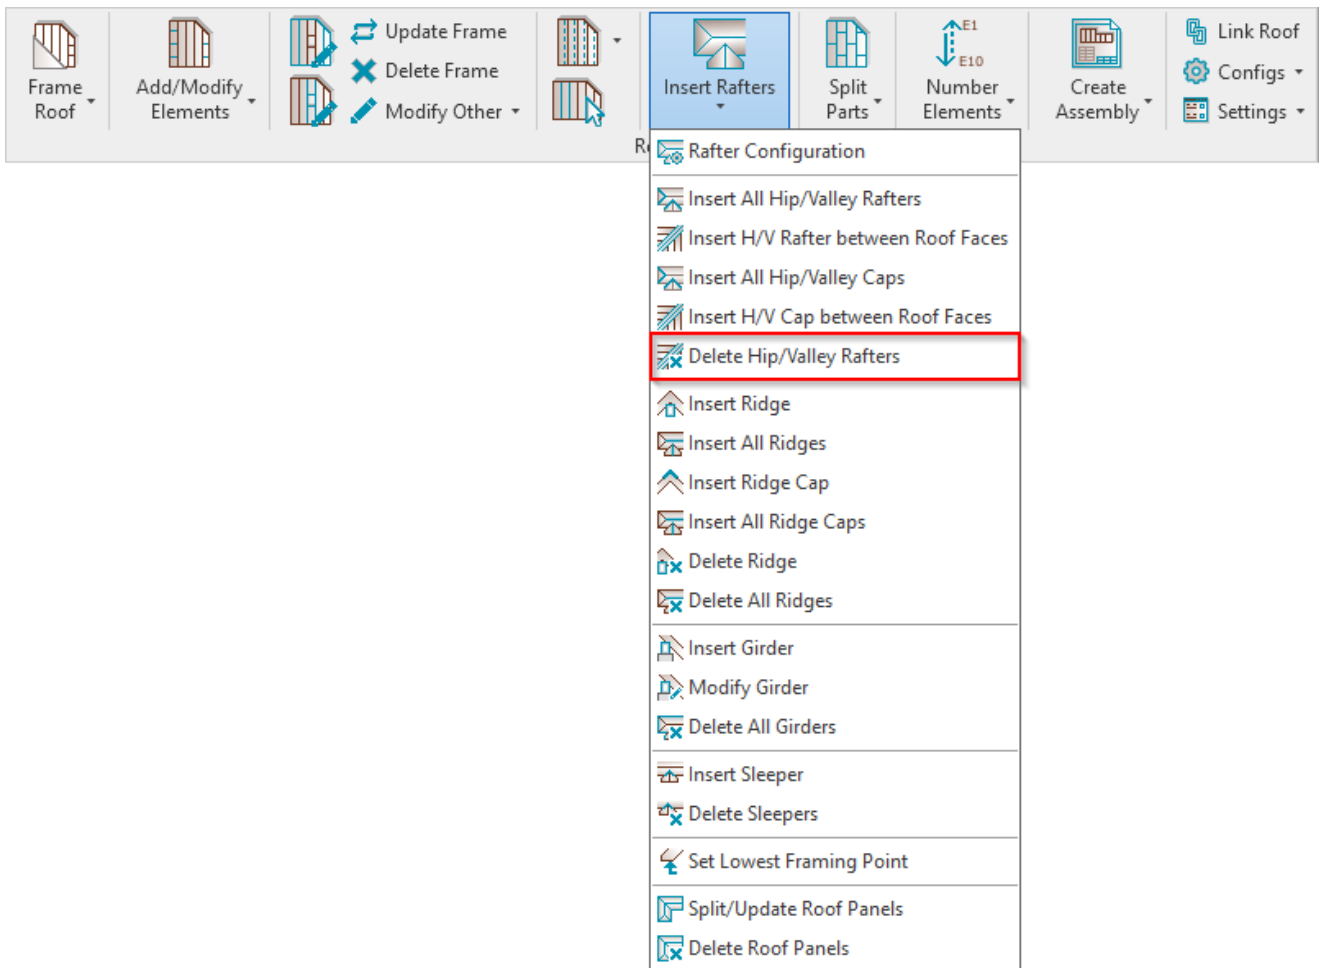 Frame
Roof
Add/Modify
Elements
Update Frame
Delete Frame
Modify Other
Insert Rafters
Split
Parts
E1
E10
Number
Elements
Create
Assembly
Link Roof
Configs
Settings
Rafter Configuration
Insert All Hip/Valley Rafters
Insert H/V Rafter between Roof Faces
Insert All Hip/Valley Caps
Insert H/V Cap between Roof Faces
Delete Hip/Valley Rafters
Insert Ridge
Insert All Ridges
Insert Ridge Cap
Insert All Ridge Caps
Delete Ridge
Delete All Ridges
Insert Girder
Modify Girder
Delete All Girders
Insert Sleeper
Delete Sleepers
Set Lowest Framing Point
Split/Update Roof Panels
Delete Roof Panels